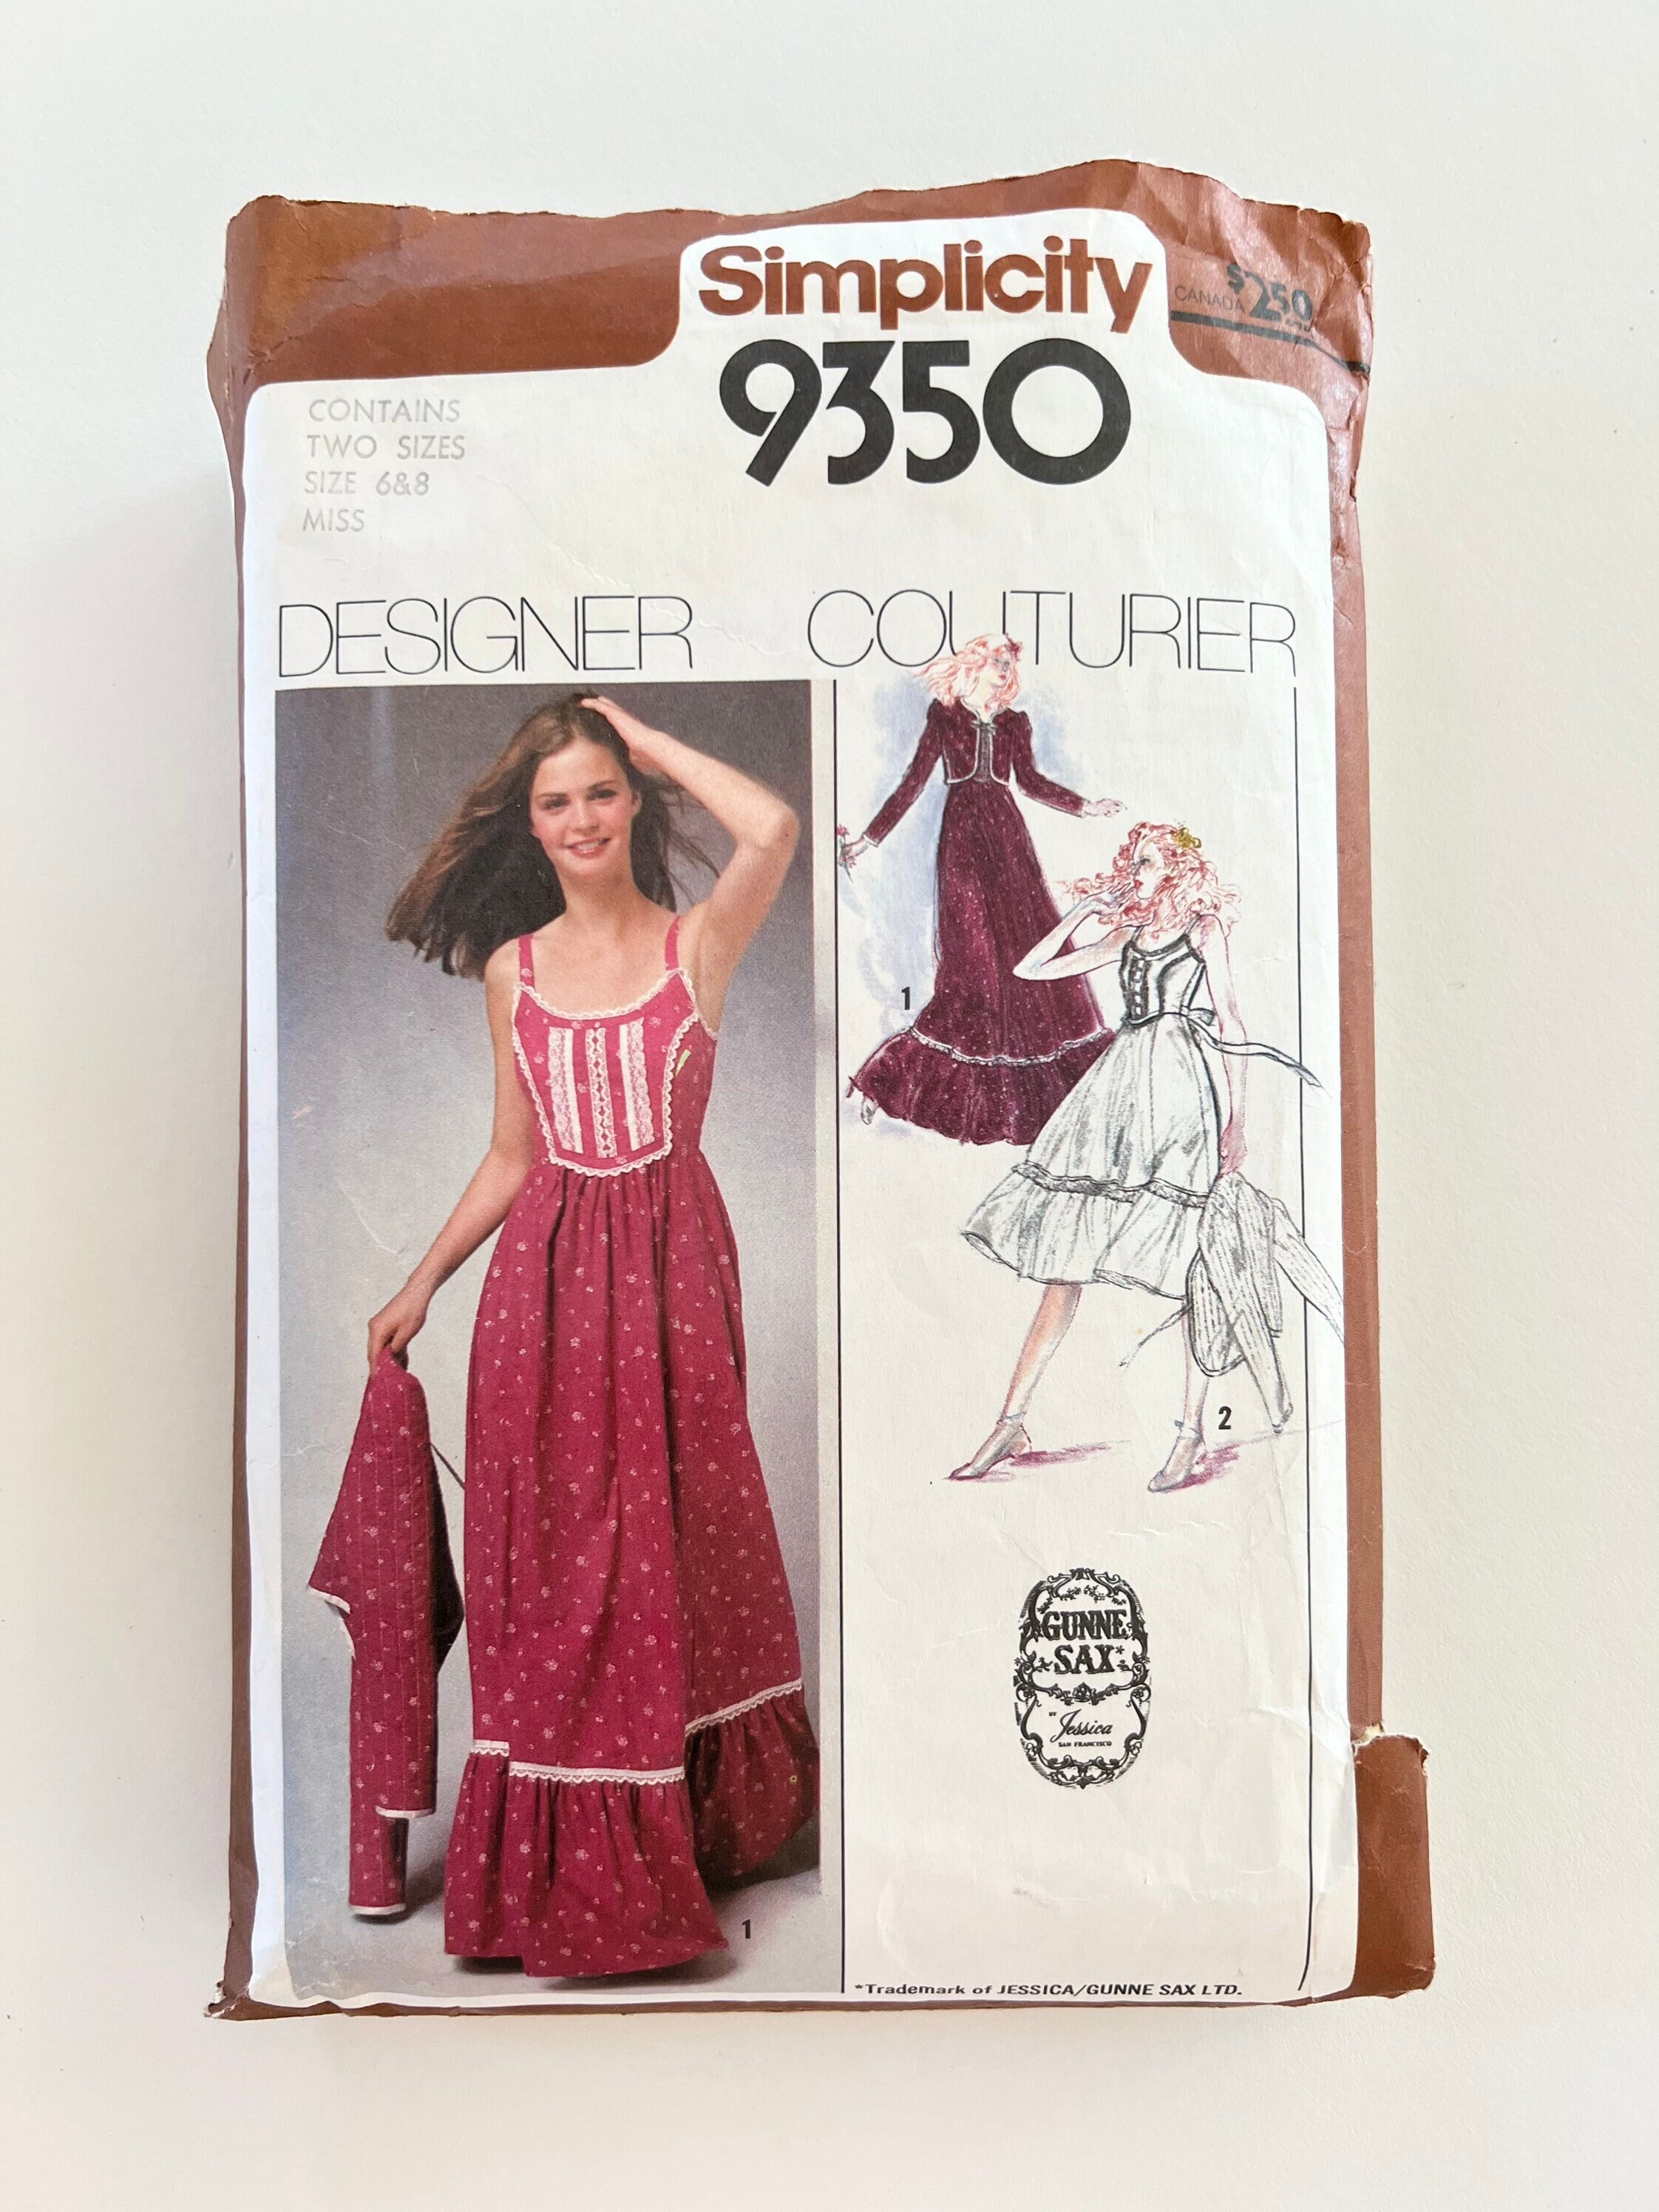 Simplicity
CANADA $2.50
9350
CONTAINS
TWO SIZES
SIZE 6&8
MISS
DESIGNER COUTURIER
1
2
GUNNE
SAX*
BY
Jessica
SAN FRANCISCO
1
*Trademark of JESSICA/GUNNE SAX LTD.